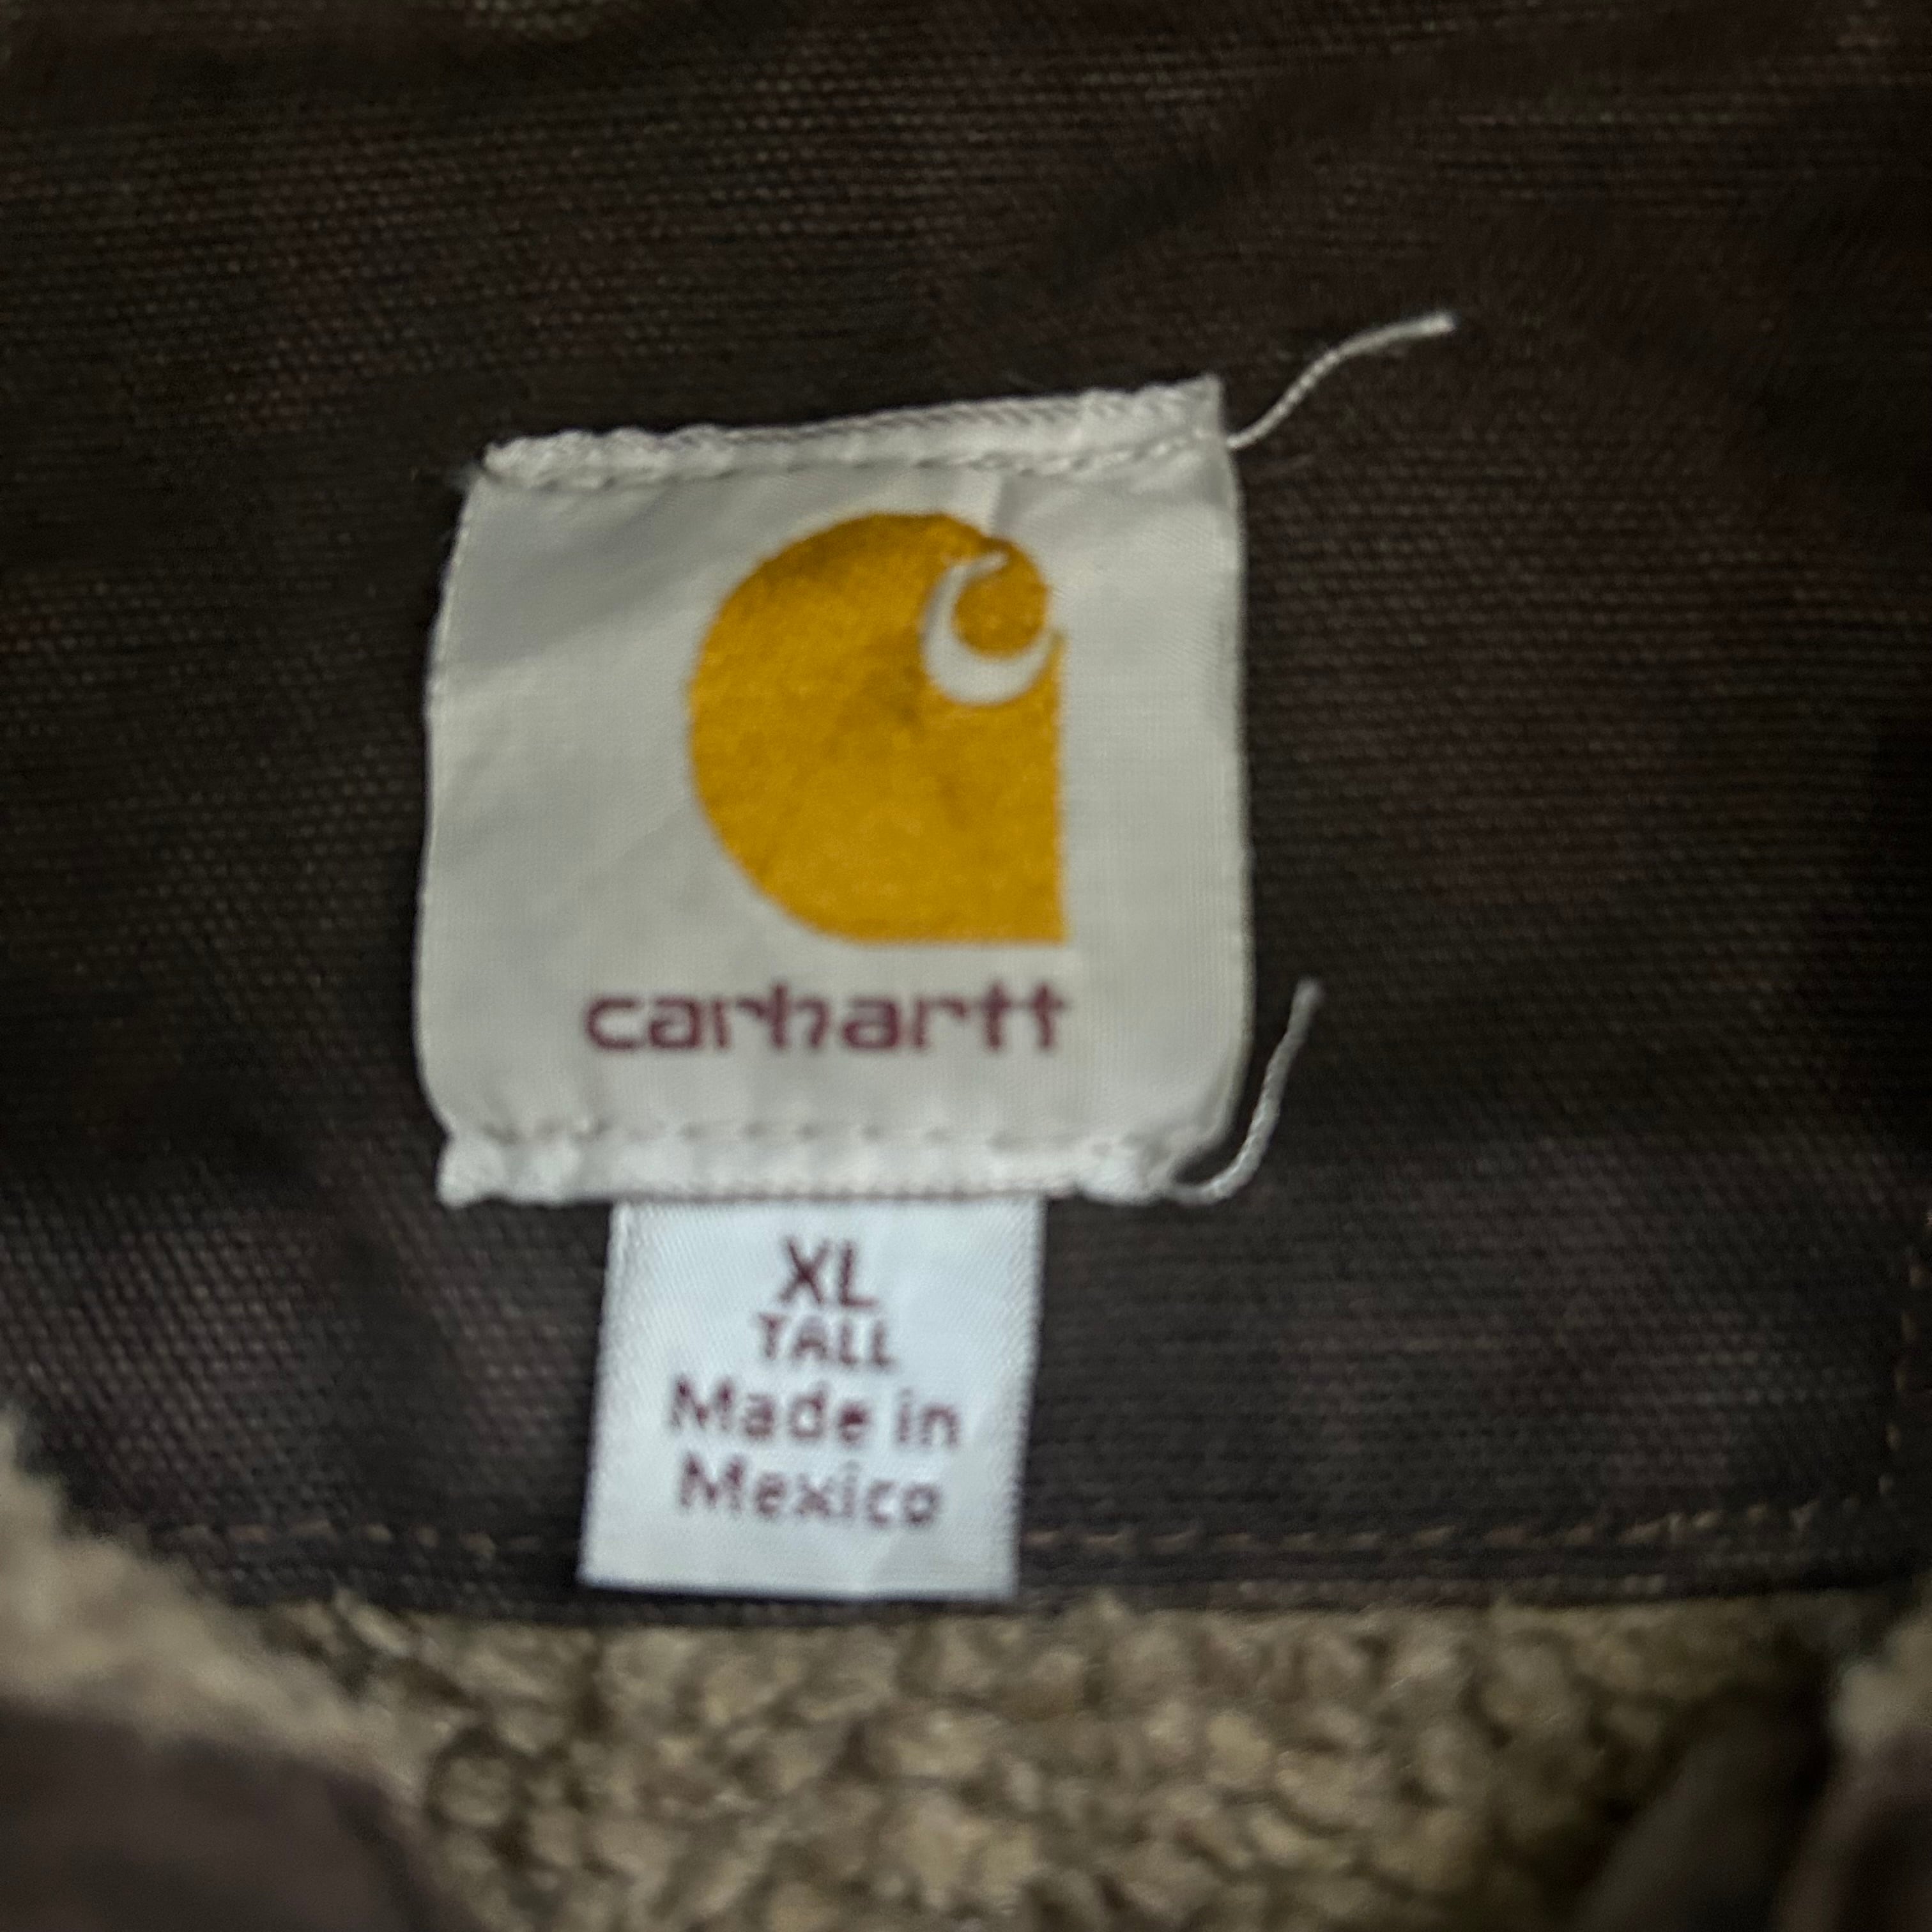 carhartt
XL
TALL
Made in
Mexico